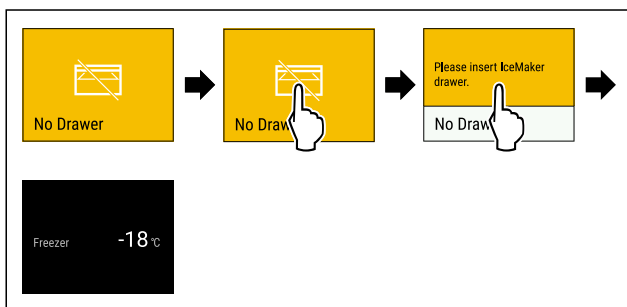 No Drawer
No Draw
Please insert IceMaker
drawer.
No Draw
Freezer -18 °C